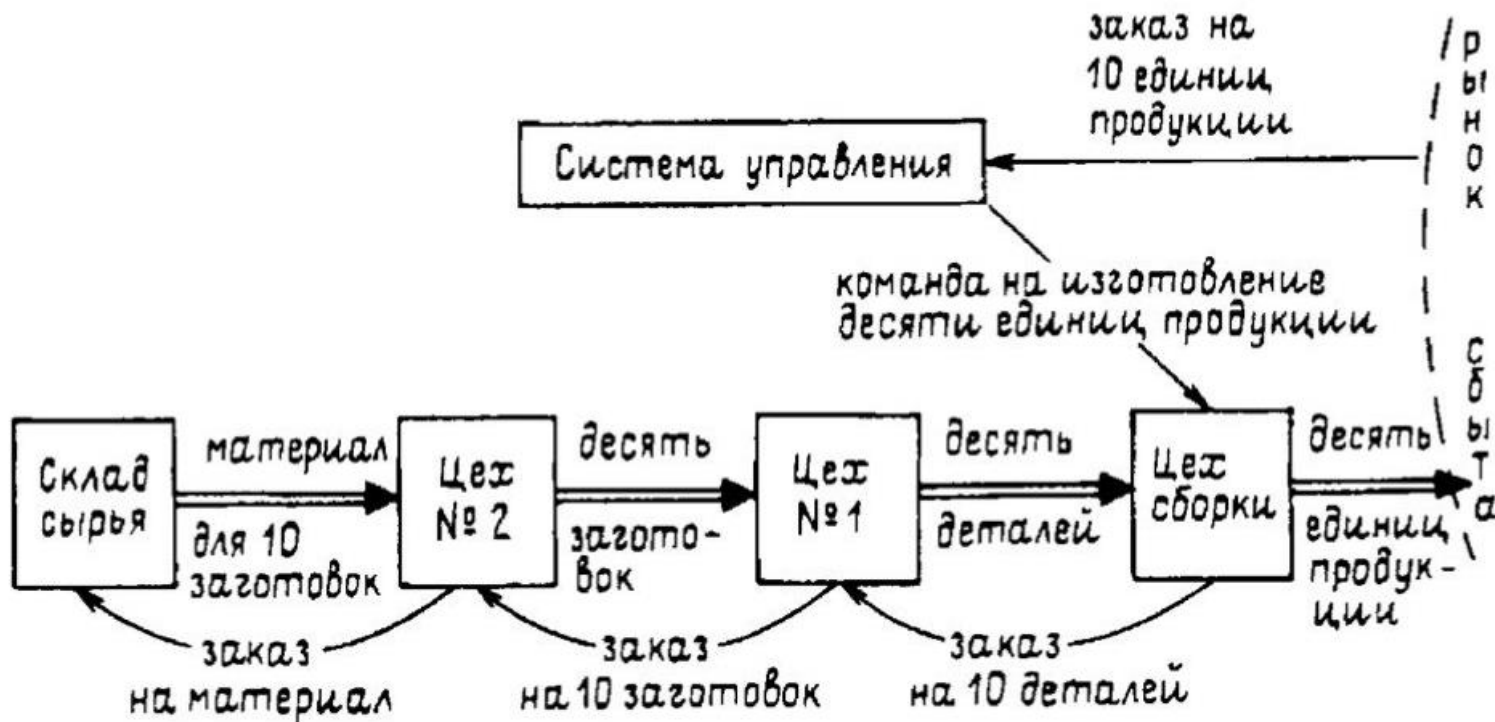 заказ на
10 единиц
продукции
рынок сбыта
Система управления
команда на изготовление
десяти единиц продукции
Склад
сырья
материал
для 10
заготовок
Цех
№ 2
десять
загото-
вок
Цех
№ 1
десять
деталей
Цех
сборки
десять
единиц
продук-
ции
заказ
на материал
заказ
на 10 заготовок
заказ
на 10 деталей